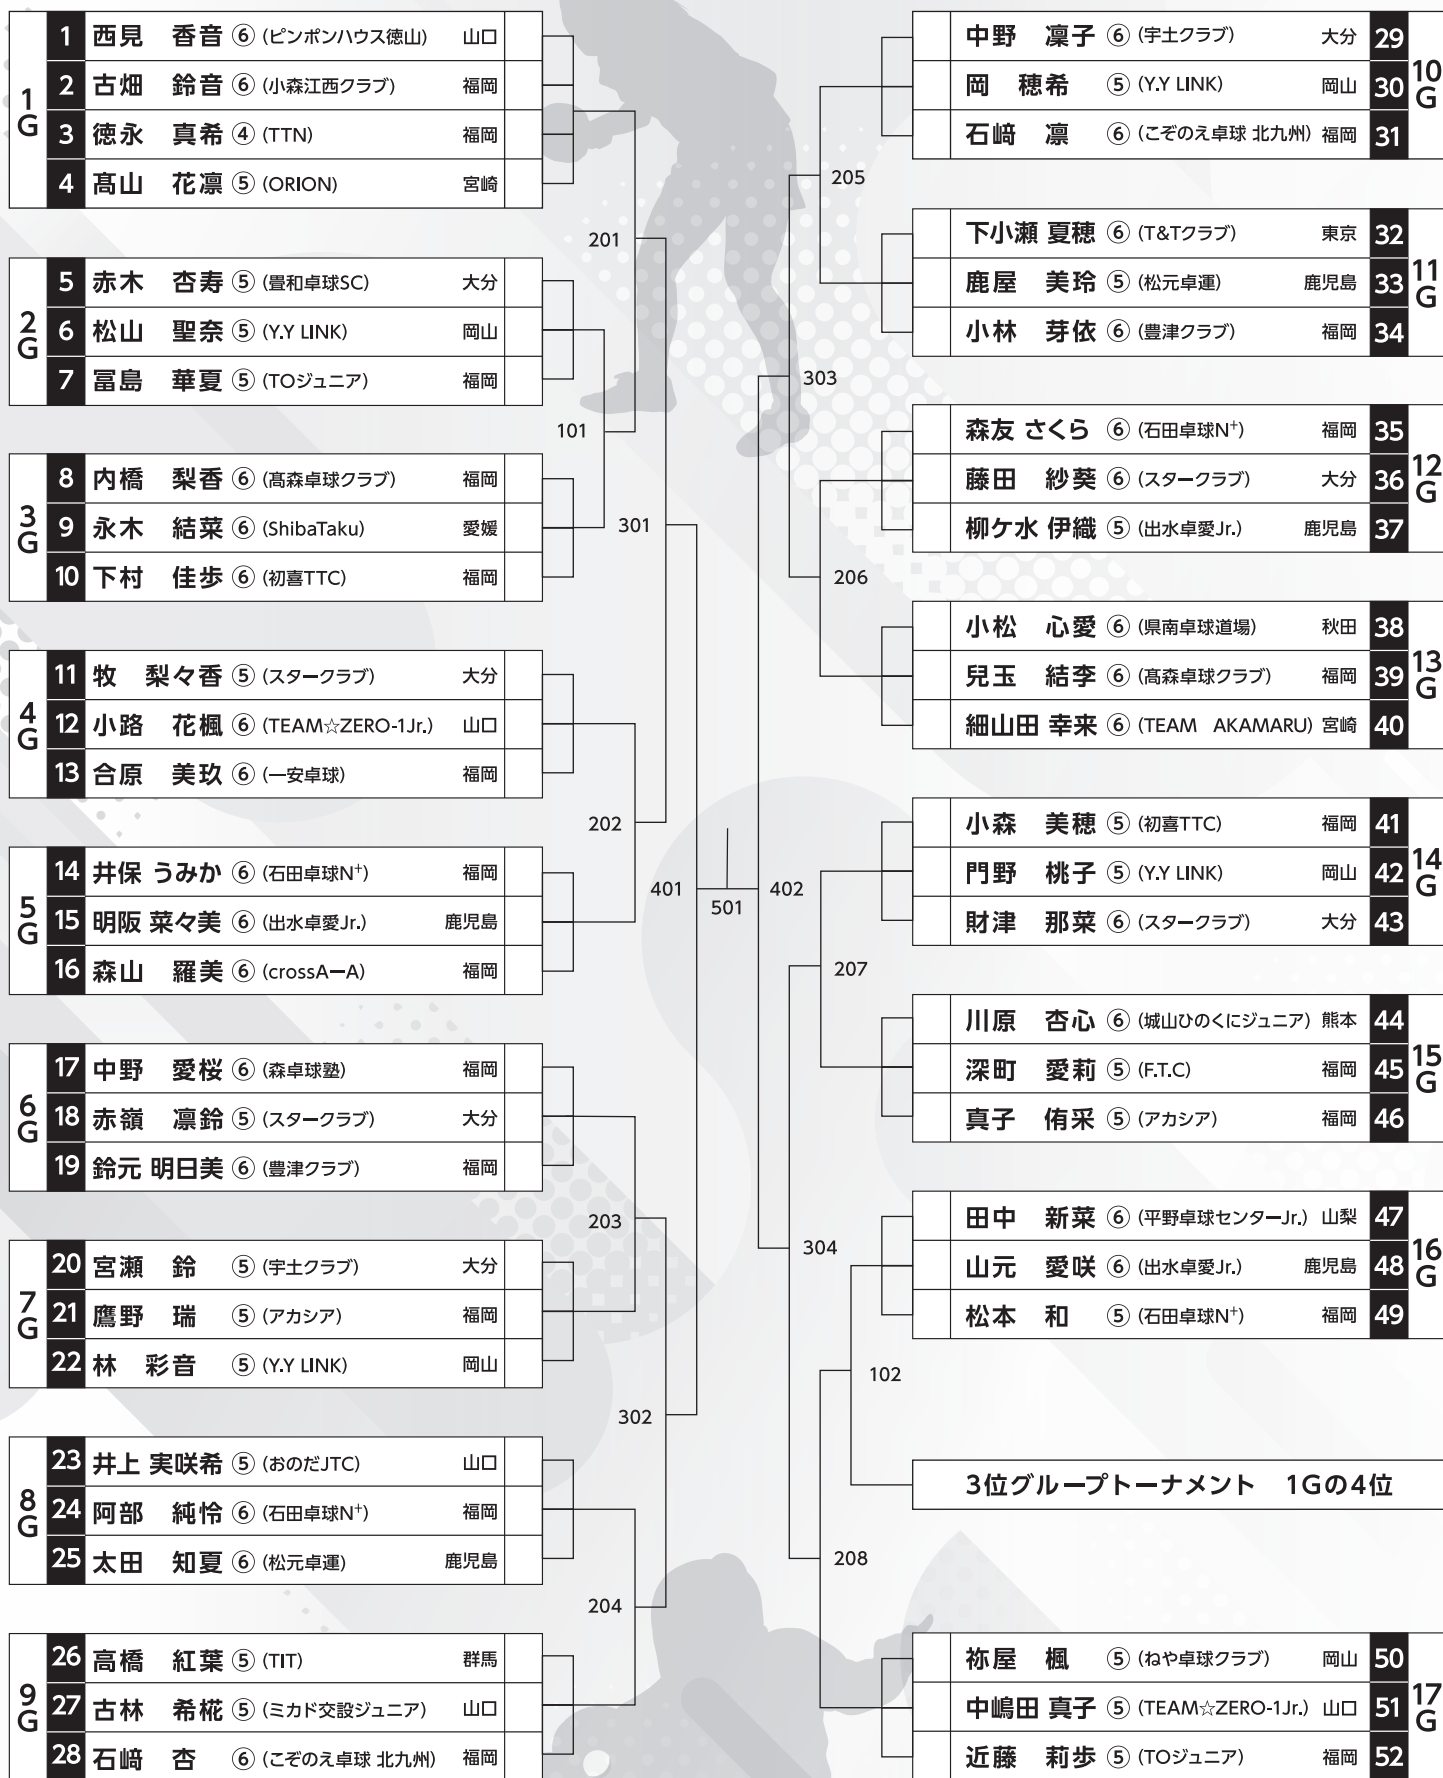 1G
1 西見 香音 ⑥ (ピンポンハウス徳山) 山口
2 古畑 鈴音 ⑥ (小森江西クラブ) 福岡
3 徳永 真希 ④ (TTN) 福岡
4 髙山 花凛 ⑤ (ORION) 宮崎
2G
5 赤木 杏寿 ⑤ (畳和卓球SC) 大分
6 松山 聖奈 ⑤ (Y.Y LINK) 岡山
7 冨島 華夏 ⑤ (TOジュニア) 福岡
3G
8 内橋 梨香 ⑥ (髙森卓球クラブ) 福岡
9 永木 結菜 ⑥ (ShibaTaku) 愛媛
10 下村 佳歩 ⑥ (初喜TTC) 福岡
4G
11 牧 梨々香 ⑤ (スタークラブ) 大分
12 小路 花楓 ⑥ (TEAM☆ZERO-1Jr.) 山口
13 合原 美玖 ⑥ (一安卓球) 福岡
5G
14 井保 うみか ⑥ (石田卓球N⁺) 福岡
15 明阪 菜々美 ⑥ (出水卓愛Jr.) 鹿児島
16 森山 羅美 ⑥ (crossA−A) 福岡
6G
17 中野 愛桜 ⑥ (森卓球塾) 福岡
18 赤嶺 凛鈴 ⑤ (スタークラブ) 大分
19 鈴元 明日美 ⑥ (豊津クラブ) 福岡
7G
20 宮瀬 鈴 ⑤ (宇土クラブ) 大分
21 鷹野 瑞 ⑤ (アカシア) 福岡
22 林 彩音 ⑤ (Y.Y LINK) 岡山
8G
23 井上 実咲希 ⑤ (おのだJTC) 山口
24 阿部 純怜 ⑥ (石田卓球N⁺) 福岡
25 太田 知夏 ⑥ (松元卓運) 鹿児島
9G
26 高橋 紅葉 ⑤ (TIT) 群馬
27 古林 希椛 ⑤ (ミカド交設ジュニア) 山口
28 石﨑 杏 ⑥ (こぞのえ卓球 北九州) 福岡
201
101
301
202
401
203
302
204
501
402
205
303
206
207
304
102
208
中野 凜子 ⑥ (宇土クラブ) 大分 29
岡 穂希 ⑤ (Y.Y LINK) 岡山 30
石﨑 凛 ⑥ (こぞのえ卓球 北九州) 福岡 31
10G
下小瀬 夏穂 ⑥ (T&Tクラブ) 東京 32
鹿屋 美玲 ⑤ (松元卓運) 鹿児島 33
小林 芽依 ⑥ (豊津クラブ) 福岡 34
11G
森友 さくら ⑥ (石田卓球N⁺) 福岡 35
藤田 紗葵 ⑥ (スタークラブ) 大分 36
柳ケ水 伊織 ⑤ (出水卓愛Jr.) 鹿児島 37
12G
小松 心愛 ⑥ (県南卓球道場) 秋田 38
兒玉 結李 ⑥ (髙森卓球クラブ) 福岡 39
細山田 幸来 ⑥ (TEAM AKAMARU) 宮崎 40
13G
小森 美穂 ⑤ (初喜TTC) 福岡 41
門野 桃子 ⑤ (Y.Y LINK) 岡山 42
財津 那菜 ⑥ (スタークラブ) 大分 43
14G
川原 杏心 ⑥ (城山ひのくにジュニア) 熊本 44
深町 愛莉 ⑤ (F.T.C) 福岡 45
真子 侑采 ⑤ (アカシア) 福岡 46
15G
田中 新菜 ⑥ (平野卓球センターJr.) 山梨 47
山元 愛咲 ⑥ (出水卓愛Jr.) 鹿児島 48
松本 和 ⑤ (石田卓球N⁺) 福岡 49
16G
3位グループトーナメント 1Gの4位
祢屋 楓 ⑤ (ねや卓球クラブ) 岡山 50
中嶋田 真子 ⑤ (TEAM☆ZERO-1Jr.) 山口 51
近藤 莉歩 ⑤ (TOジュニア) 福岡 52
17G